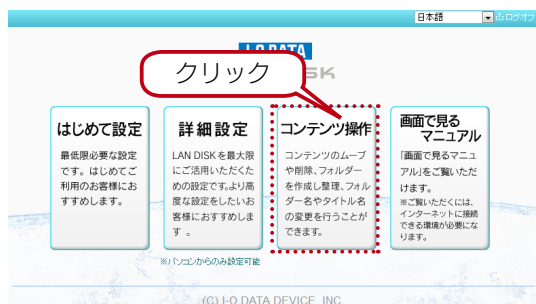 日本語 ログオフ
I-O DATA
クリック SK
はじめて設定
最低限必要な設定
です。はじめてご
利用のお客様にお
すすめします。
詳細設定
LAN DISKを最大限
にご活用いただくた
めの設定です。より高
度な設定をしたいお
客様におすすめしま
す 。
※パソコンからのみ設定可能
コンテンツ操作
コンテンツのムーブ
や削除、フォルダー
を作成し整理、フォル
ダー名やタイトル名
の変更を行うことが
できます。
画面で見る
マニュアル
「画面で見るマニュ
アル」をご覧いただ
けます。
※ご覧いただくには、
インターネットに接続
できる環境が必要にな
ります。
(C) I-O DATA DEVICE, INC.